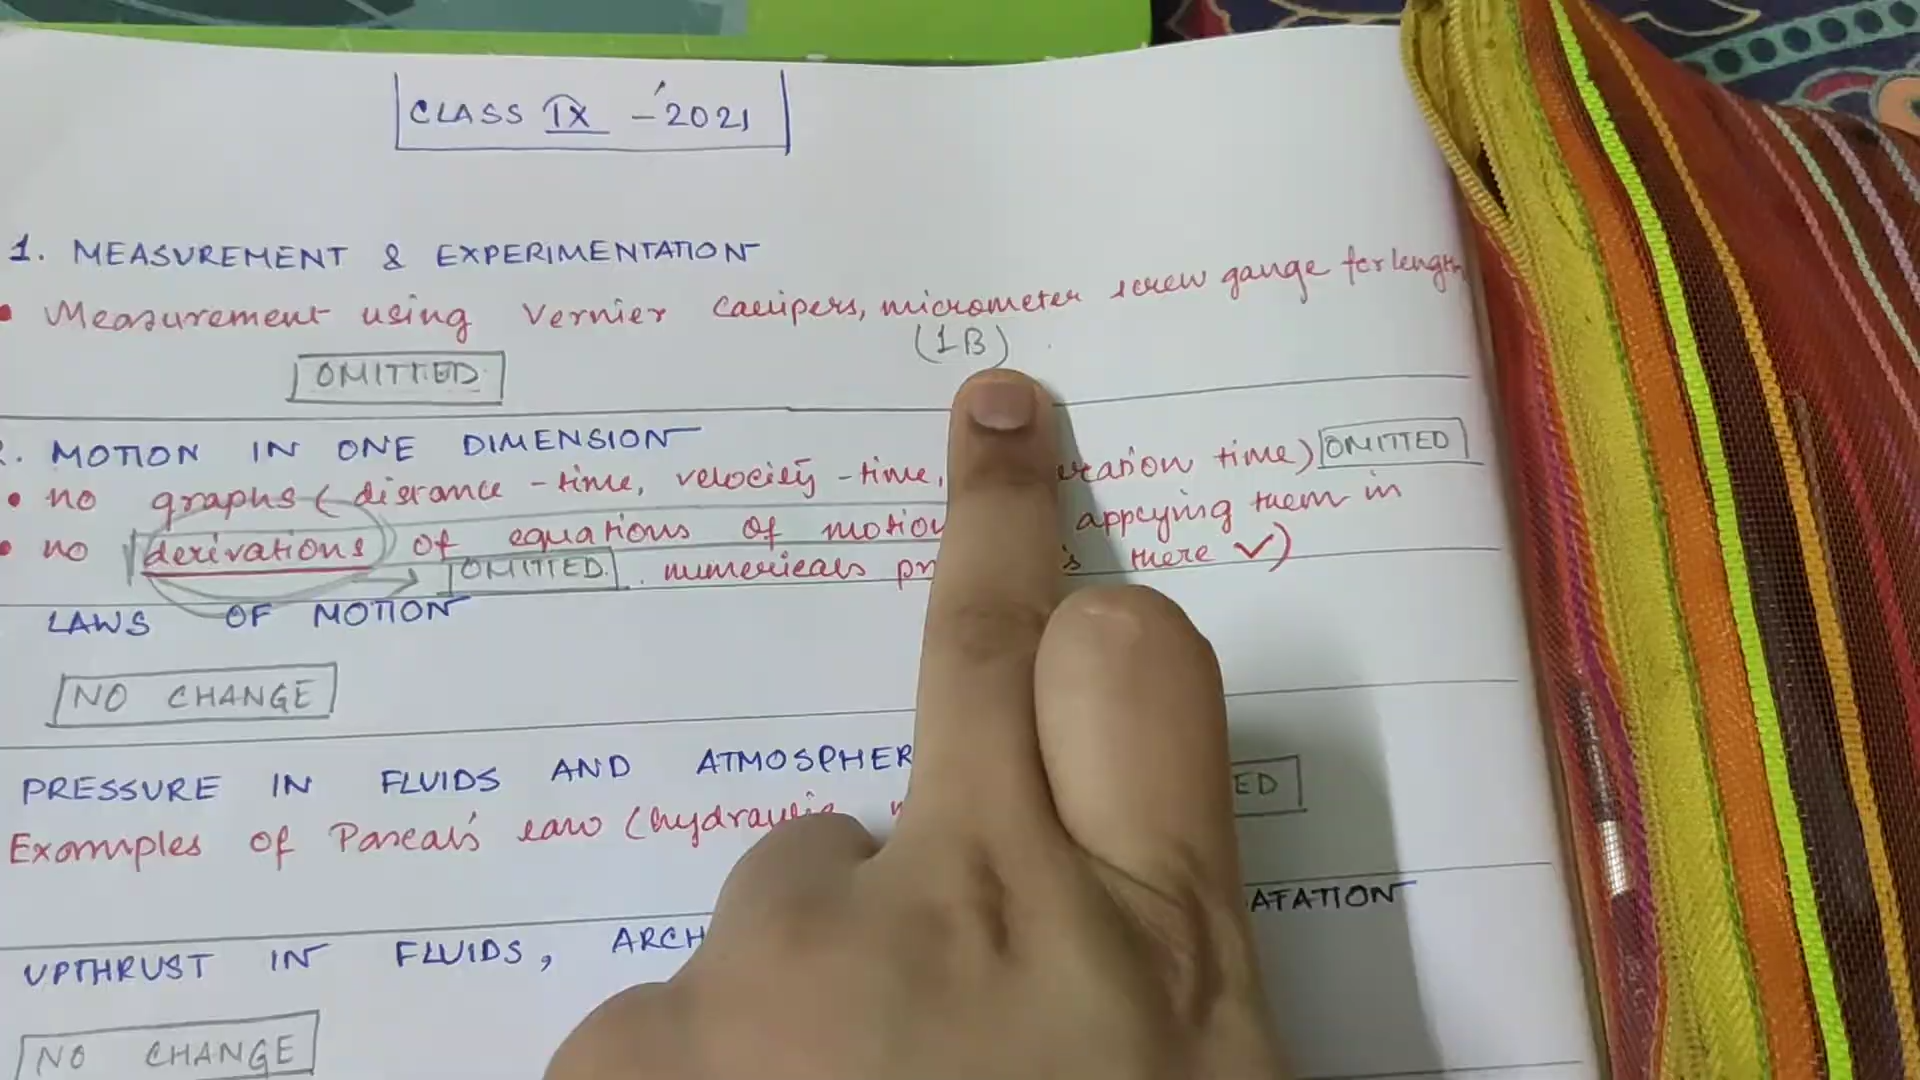 CLASS IX - 2021
1. MEASUREMENT & EXPERIMENTATION
• Measurement using Vernier Callipers, micrometer screw gauge for length
(1B)
OMITTED
2. MOTION IN ONE DIMENSION
• no graphs (distance - time, velocity - time, time) OMITTED
• no derivations of equations of motion applying them in
OMITTED numericals is there ✓)
LAWS OF MOTION
NO CHANGE
PRESSURE IN FLUIDS AND ATMOSPHER
Examples of Pascal's law (hydraulic
UPTHRUST IN FLUIDS, ARCH ATATION
NO CHANGE